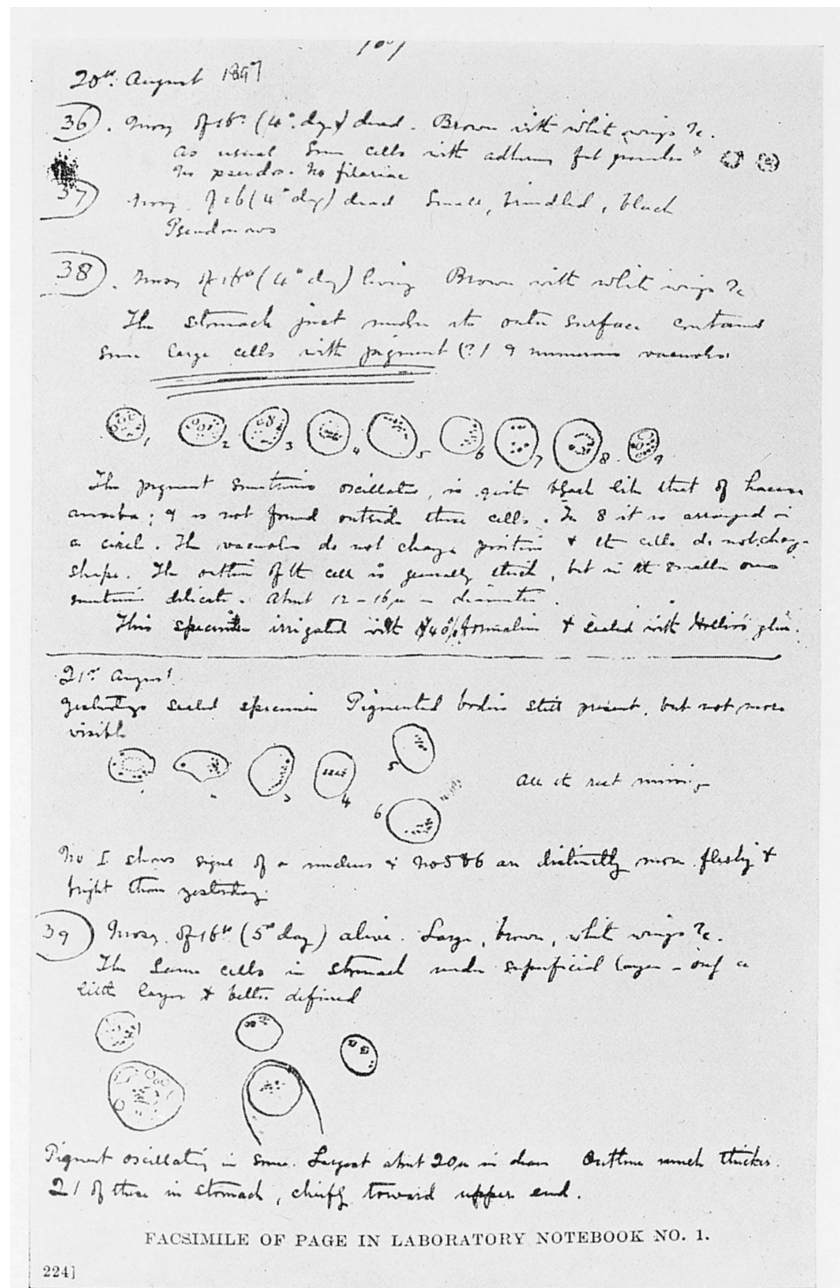 20th August 1897
36. Mosq of 16th (4th day) dead. Brown with white wings &c.
As usual some cells with adhering fat granules
No pseudo. No filariae
37 Mosq. of 16 (4th day) dead Small, brindled, black
38. Mosq of 16th (4th day) living Brown with white wings &c
The stomach just under its outer surface contains
some large cells with pigment (?) & numerous vacuoles
1 2 3 4 5 6 7 8 9
The pigment sometimes oscillates, is quite black like that of haem
amoeba; & is not found outside these cells. In 8 it is arranged in
a circle. The vacuoles do not change position & the cells do not change
shape. The outline of the cell is generally thick, but in the smaller ones
sometimes delicate. About 12-16µ in diameter.
This specimen irrigated with 40% formalin & sealed with Hollis's glue.
21st August
Yesterdays sealed specimen Pigmented bodies still present, but not more
visible
3 4 5
6
All the rest missing
No 1 shows signs of a nucleus & No 5 & 6 are distinctly more fleshy &
bright than yesterday
39 Mosq. of 16th (5th day) alive. Large, brown, white wings &c.
The same cells in stomach under superficial layer – only a
little larger & better defined
Pigment oscillating in some. Largest about 20µ in diam Outline much thicker.
21 of these in stomach, chiefly toward upper end.
FACSIMILE OF PAGE IN LABORATORY NOTEBOOK NO. 1.
224]